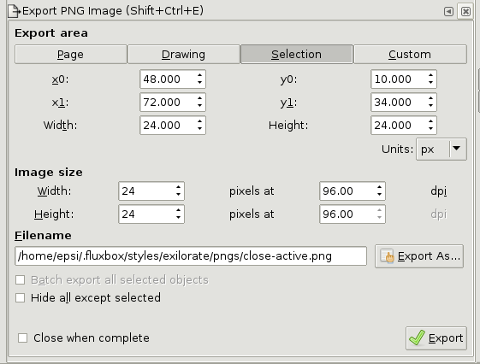 Export PNG Image (Shift+Ctrl+E)
Export area
Page Drawing Selection Custom
x0: 48.000 y0: 10.000
x1: 72.000 y1: 34.000
Width: 24.000 Height: 24.000
Units: px
Image size
Width: 24 pixels at 96.00 dpi
Height: 24 pixels at 96.00 dpi
Filename
/home/epsi/.fluxbox/styles/exilorate/pngs/close-active.png Export As...
Batch export all selected objects
Hide all except selected
Close when complete Export